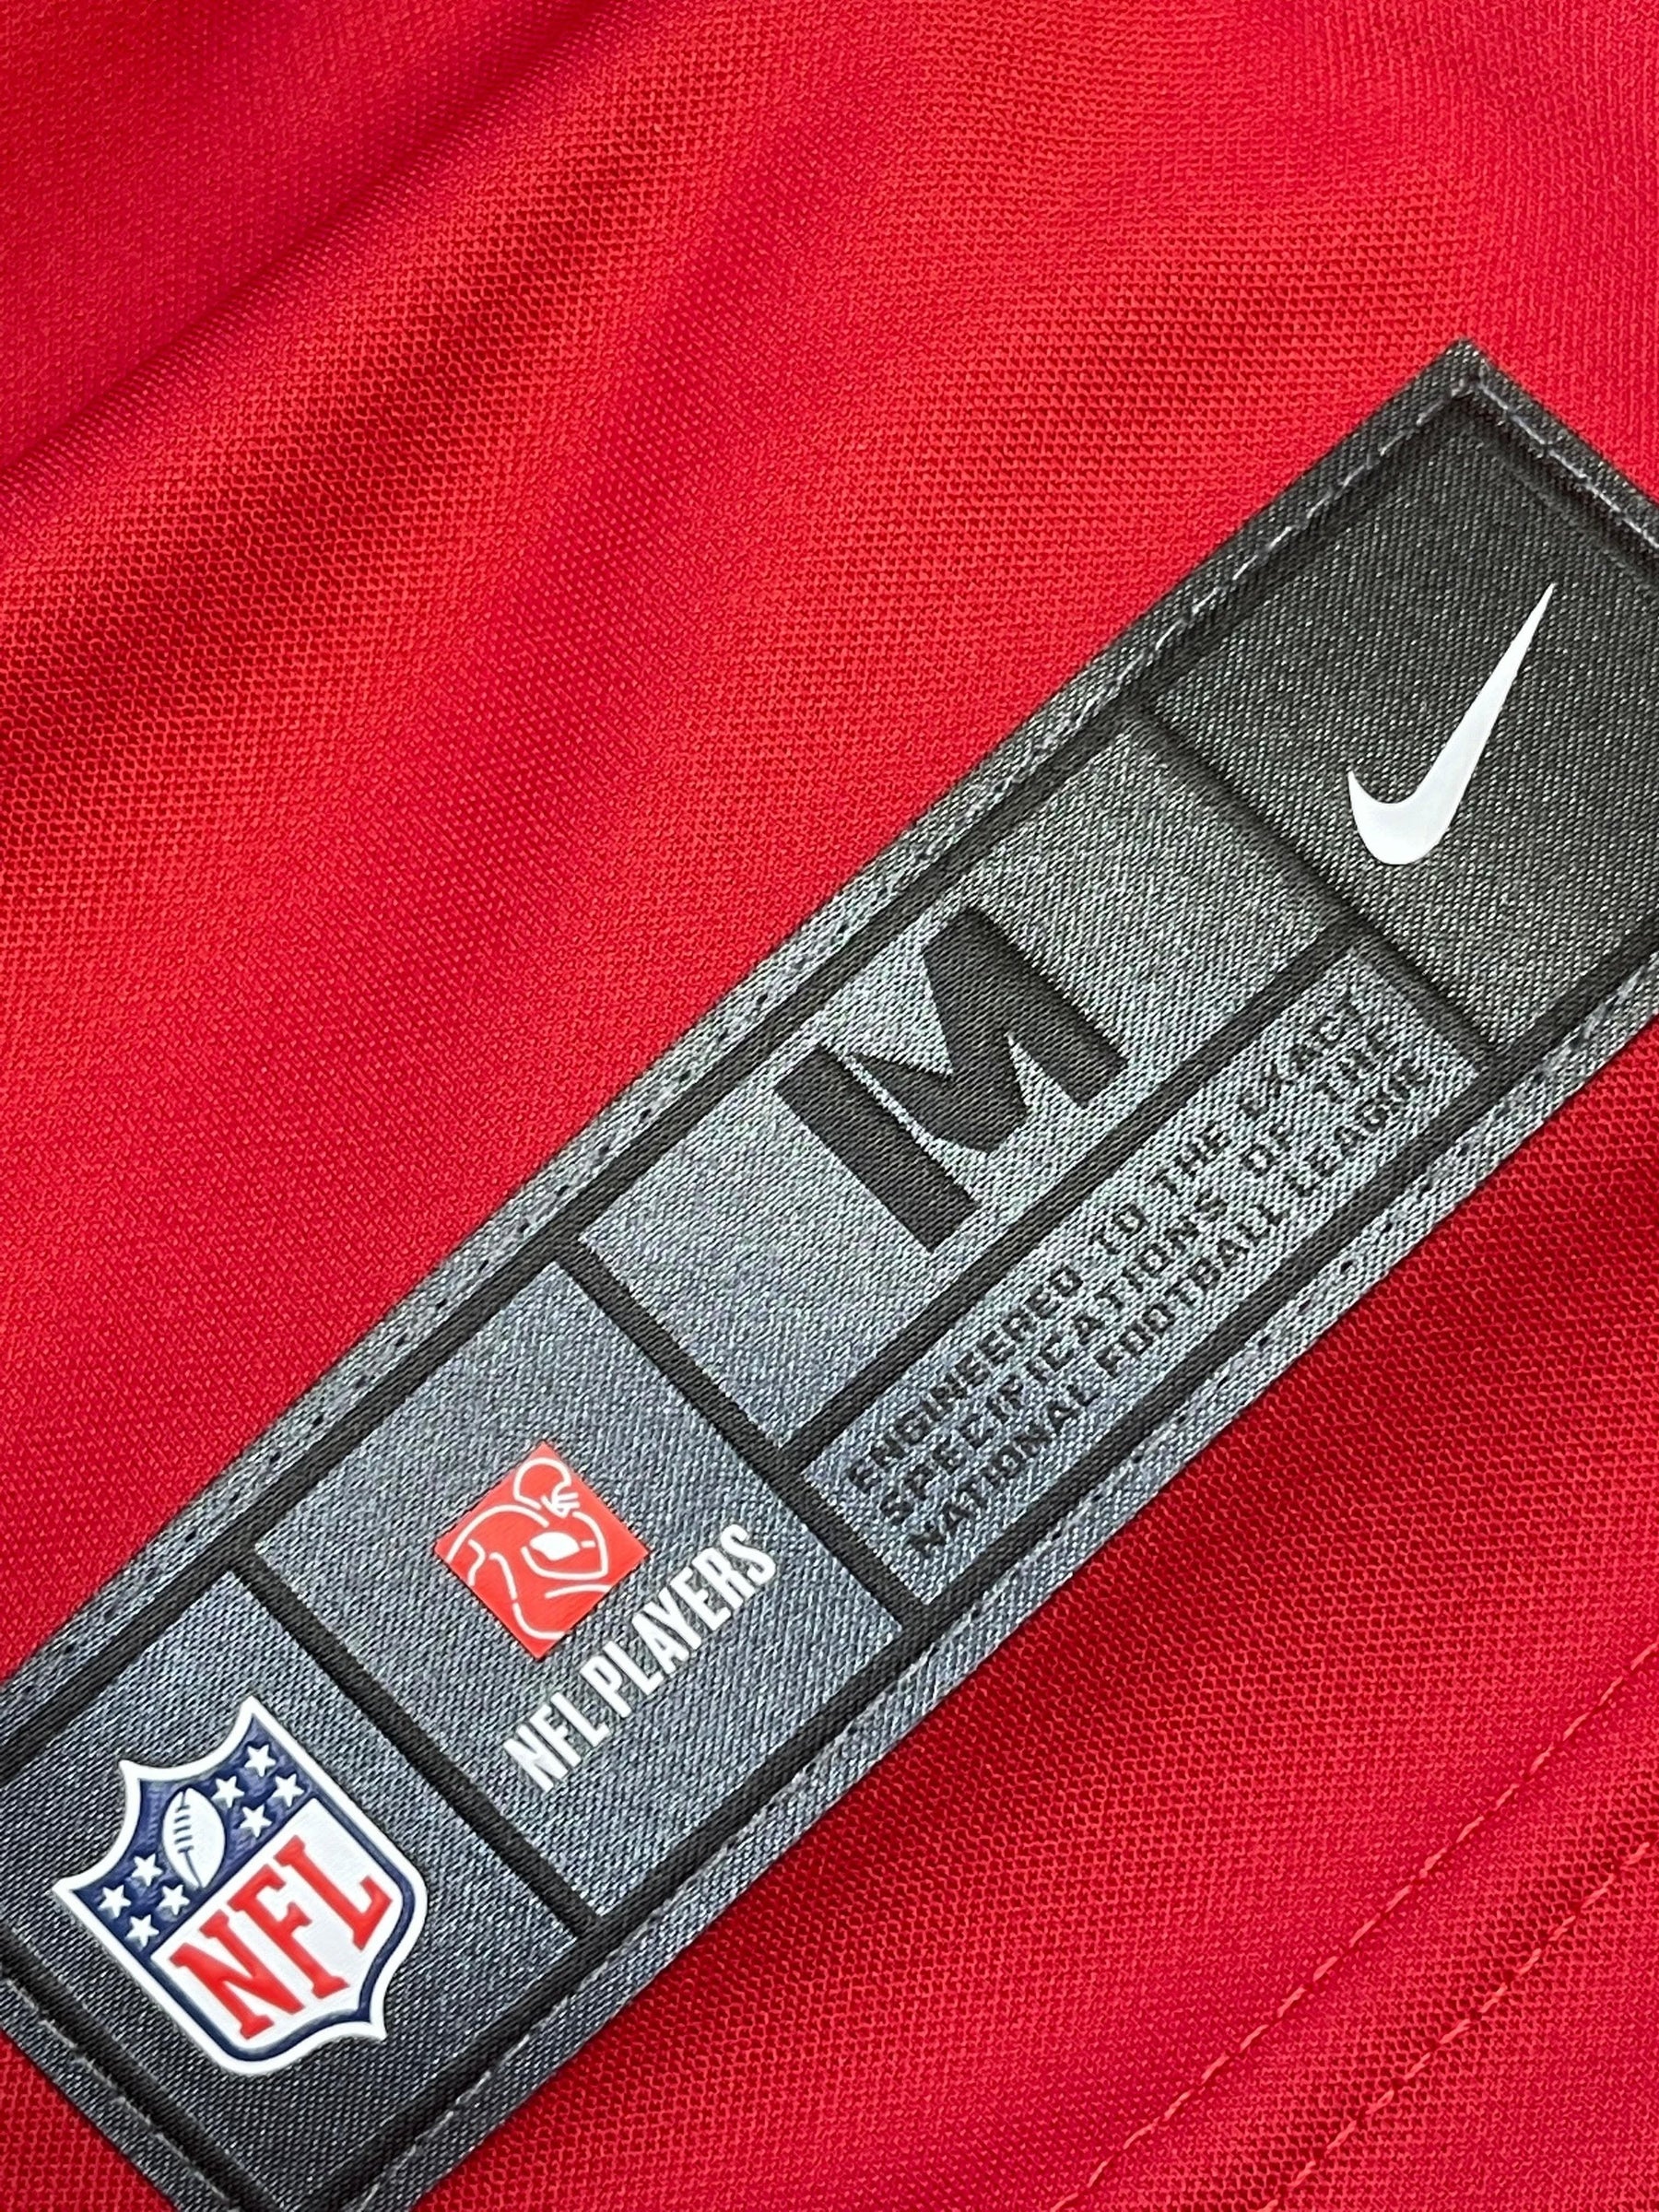 NFL
NFL PLAYERS
M
ENGINEERED TO THE EXACT
SPECIFICATIONS OF THE
NATIONAL FOOTBALL LEAGUE